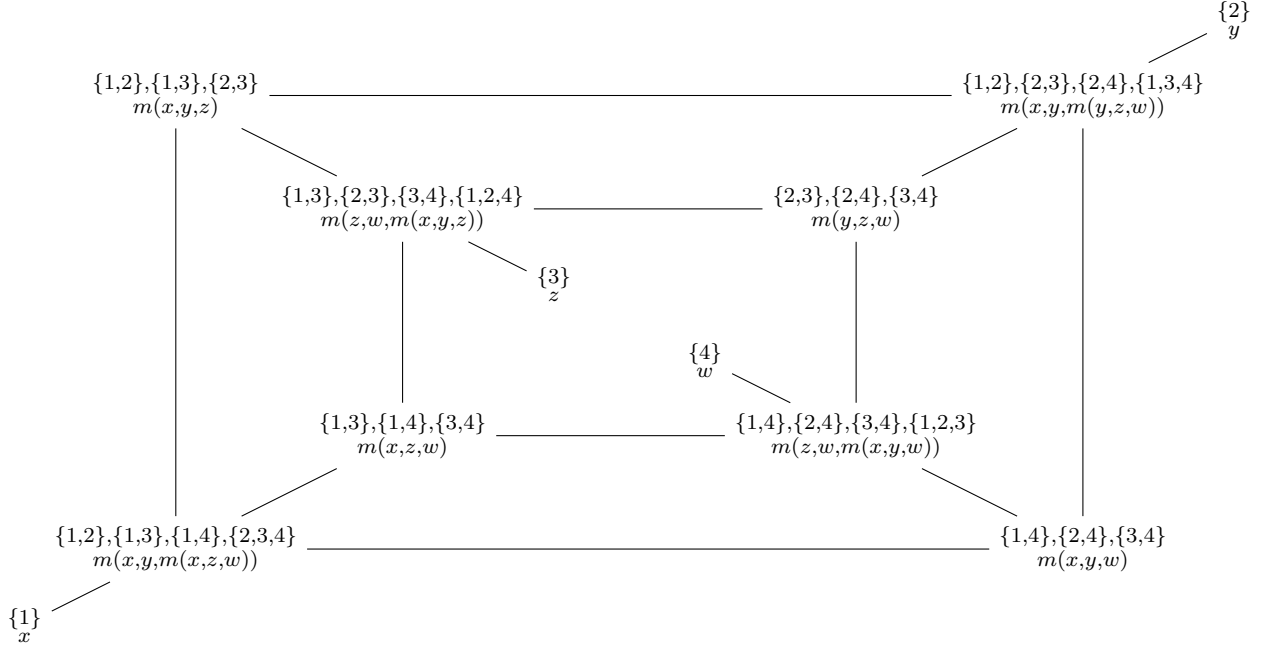 {2}
y
{1,2},{1,3},{2,3}
m(x,y,z)
{1,2},{2,3},{2,4},{1,3,4}
m(x,y,m(y,z,w))
{1,3},{2,3},{3,4},{1,2,4}
m(z,w,m(x,y,z))
{2,3},{2,4},{3,4}
m(y,z,w)
{3}
z
{4}
w
{1,3},{1,4},{3,4}
m(x,z,w)
{1,4},{2,4},{3,4},{1,2,3}
m(z,w,m(x,y,w))
{1,2},{1,3},{1,4},{2,3,4}
m(x,y,m(x,z,w))
{1,4},{2,4},{3,4}
m(x,y,w)
{1}
x